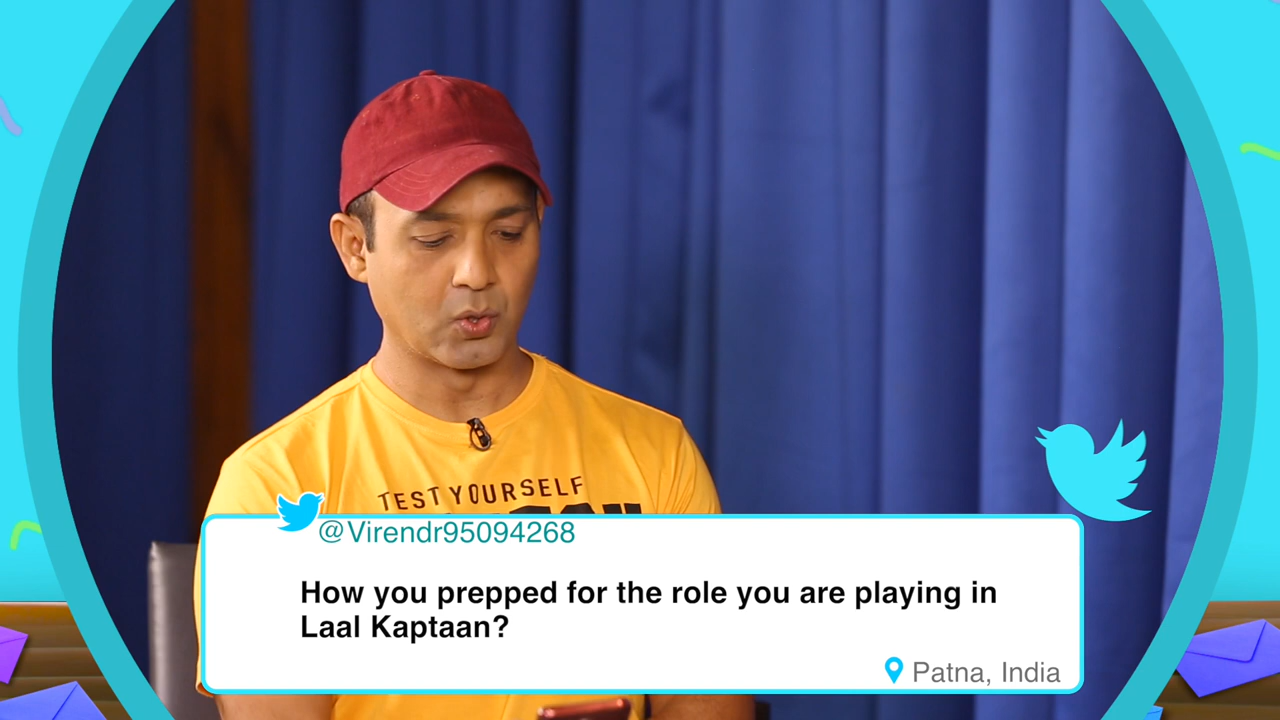 TEST YOURSELF
@Virendr95094268
How you prepped for the role you are playing in
Laal Kaptaan?
Patna, India